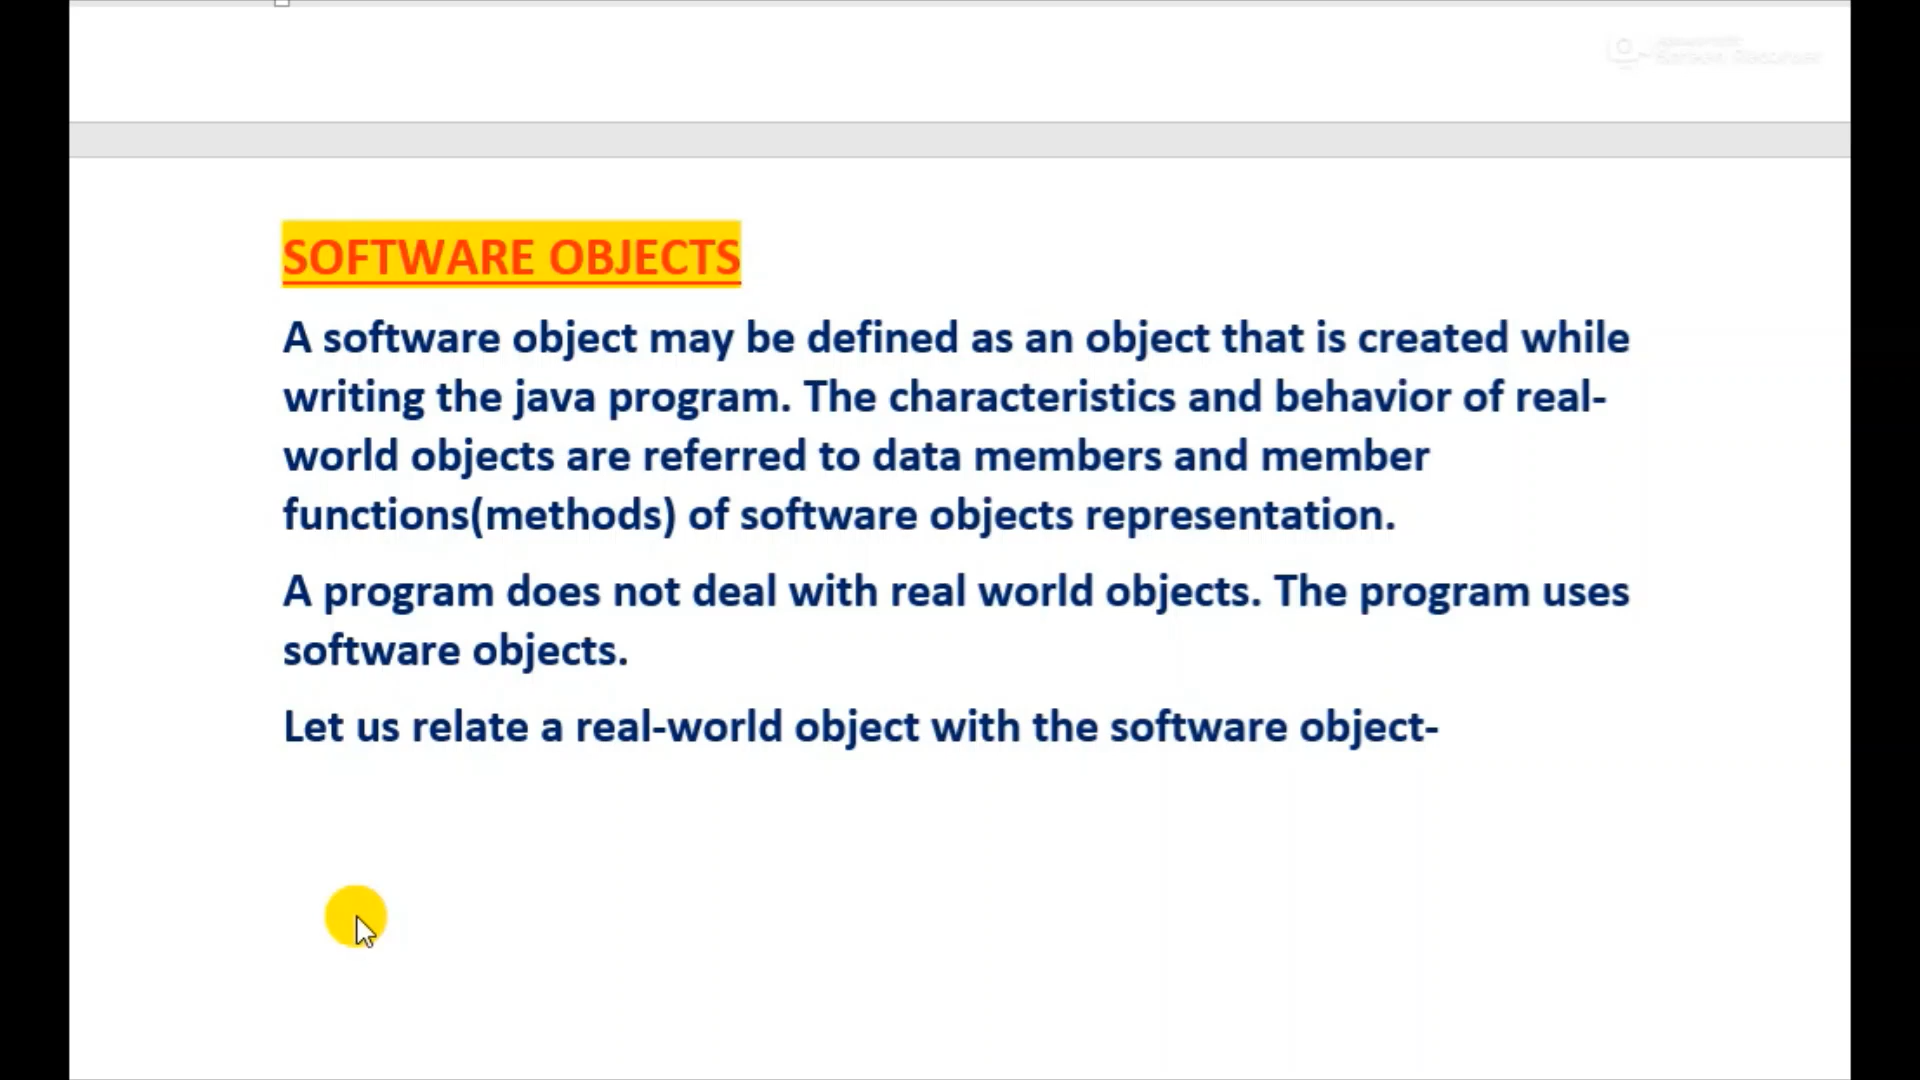 Screen Recorder
SOFTWARE OBJECTS
A software object may be defined as an object that is created while
writing the java program. The characteristics and behavior of real-
world objects are referred to data members and member
functions(methods) of software objects representation.
A program does not deal with real world objects. The program uses
software objects.
Let us relate a real-world object with the software object-